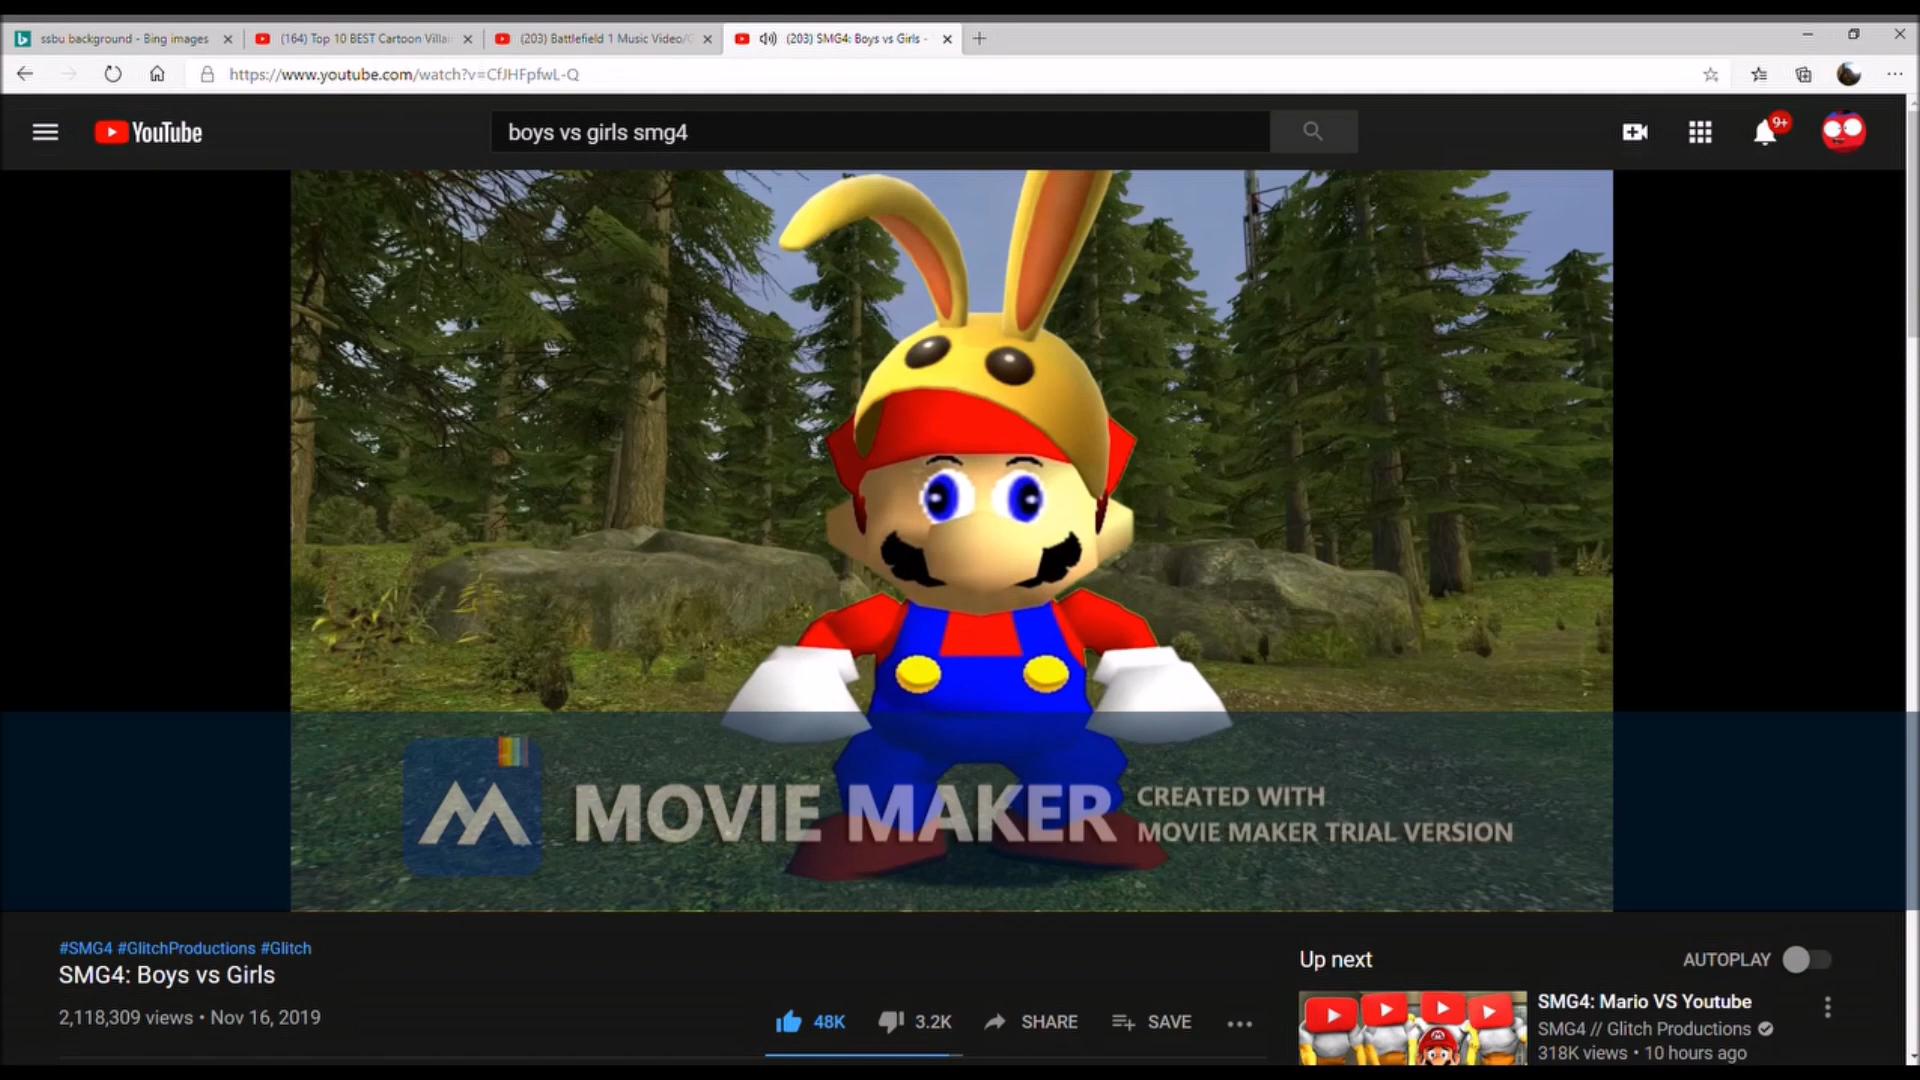 ssbu background - Bing images
(164) Top 10 BEST Cartoon Villai
(203) Battlefield 1 Music Video/G
(203) SMG4: Boys vs Girls -
https://www.youtube.com/watch?v=CfJHFpfwL-Q
YouTube
boys vs girls smg4
9+
MOVIE MAKER
CREATED WITH
MOVIE MAKER TRIAL VERSION
#SMG4 #GlitchProductions #Glitch
SMG4: Boys vs Girls
2,118,309 views • Nov 16, 2019
48K
3.2K
SHARE
SAVE
Up next
AUTOPLAY
SMG4: Mario VS Youtube
SMG4 // Glitch Productions
318K views • 10 hours ago